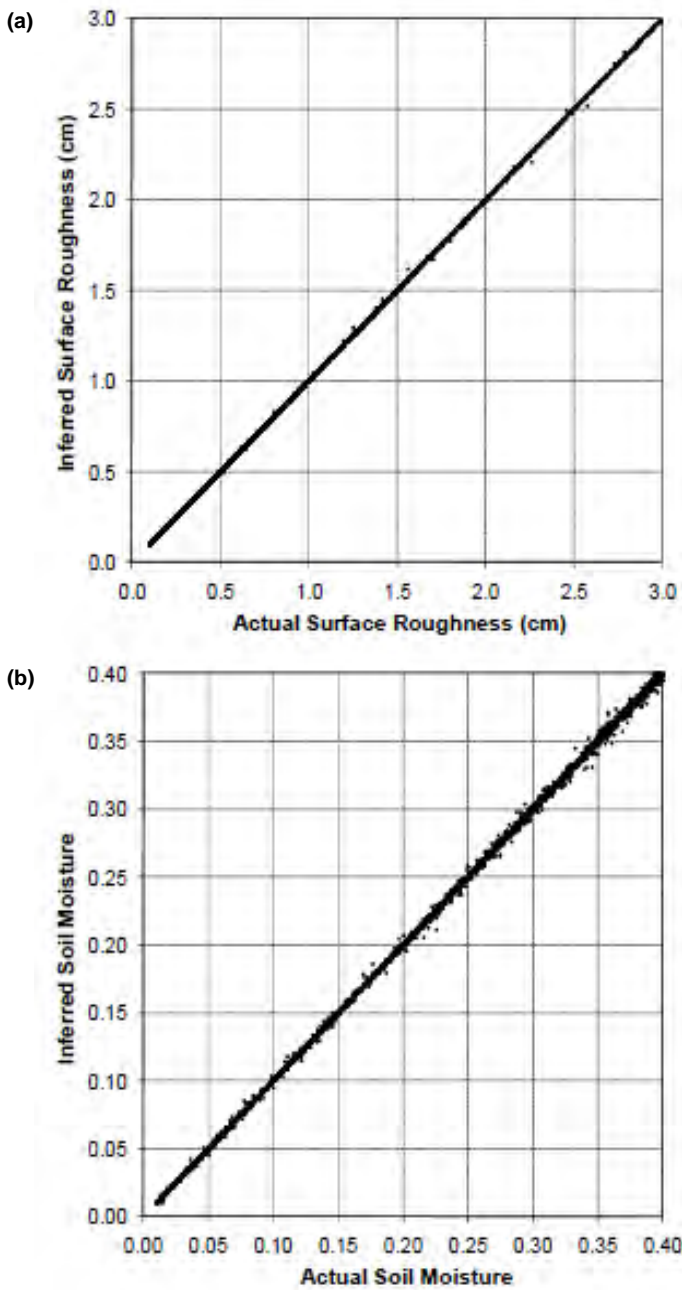 (a)
3.0
2.5
2.0
1.5
1.0
0.5
0.0
Inferred Surface Roughness (cm)
0.0 0.5 1.0 1.5 2.0 2.5 3.0
Actual Surface Roughness (cm)
(b)
0.40
0.35
0.30
0.25
0.20
0.15
0.10
0.05
0.00
Inferred Soil Moisture
0.00 0.05 0.10 0.15 0.20 0.25 0.30 0.35 0.40
Actual Soil Moisture